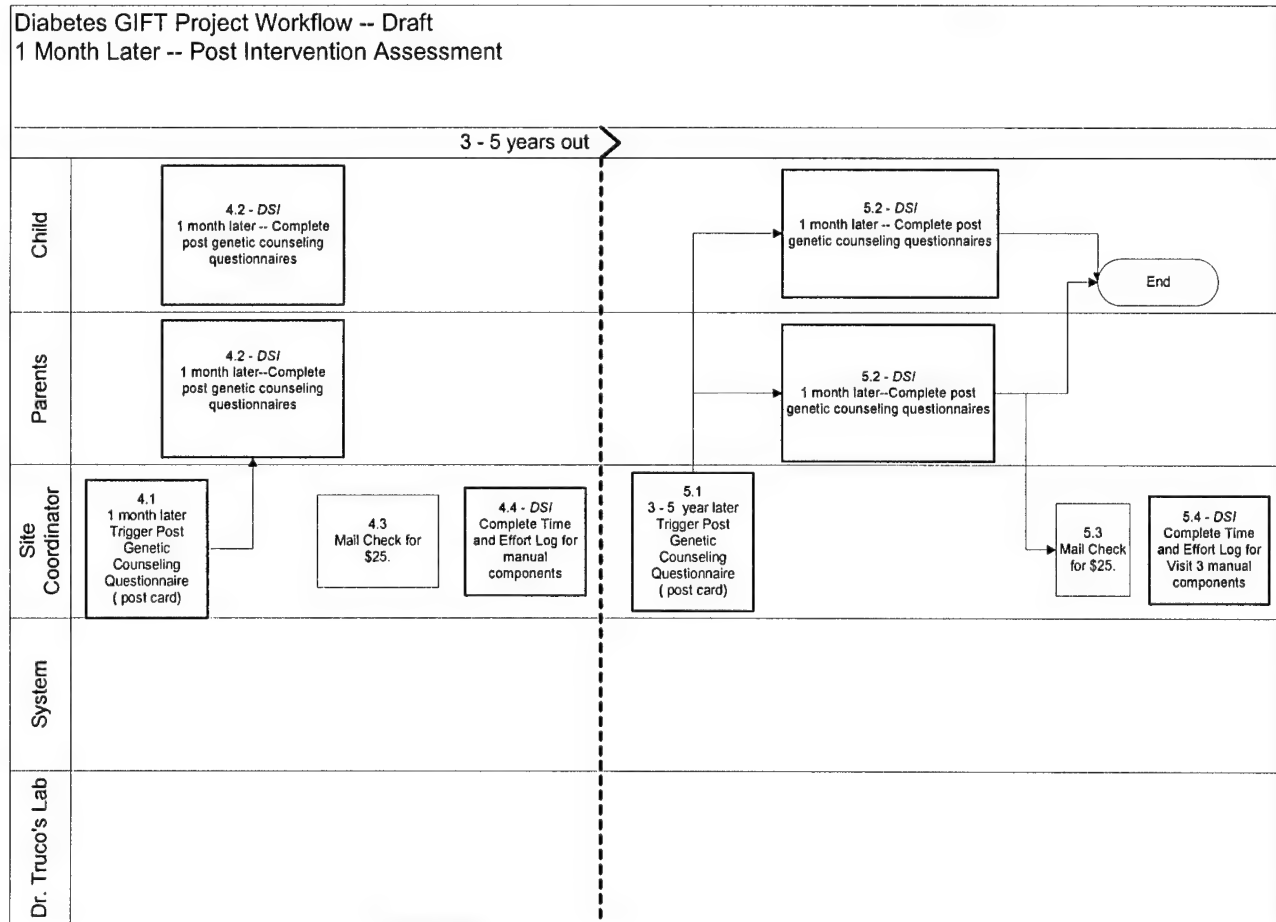 Diabetes GIFT Project Workflow -- Draft
1 Month Later -- Post Intervention Assessment
3 - 5 years out
Child
4.2 - DSI
1 month later -- Complete
post genetic counseling
questionnaires
5.2 - DSI
1 month later -- Complete post
genetic counseling questionnaires
End
Parents
4.2 - DSI
1 month later--Complete
post genetic counseling
questionnaires
5.2 - DSI
1 month later--Complete post
genetic counseling questionnaires
Site
Coordinator
4.1
1 month later
Trigger Post
Genetic
Counseling
Questionnaire
( post card)
4.3
Mail Check for
$25.
4.4 - DSI
Complete Time
and Effort Log for
manual
components
5.1
3 - 5 year later
Trigger Post
Genetic
Counseling
Questionnaire
( post card)
5.3
Mail Check
for $25.
5.4 - DSI
Complete Time
and Effort Log for
Visit 3 manual
components
System
Dr. Truco's Lab